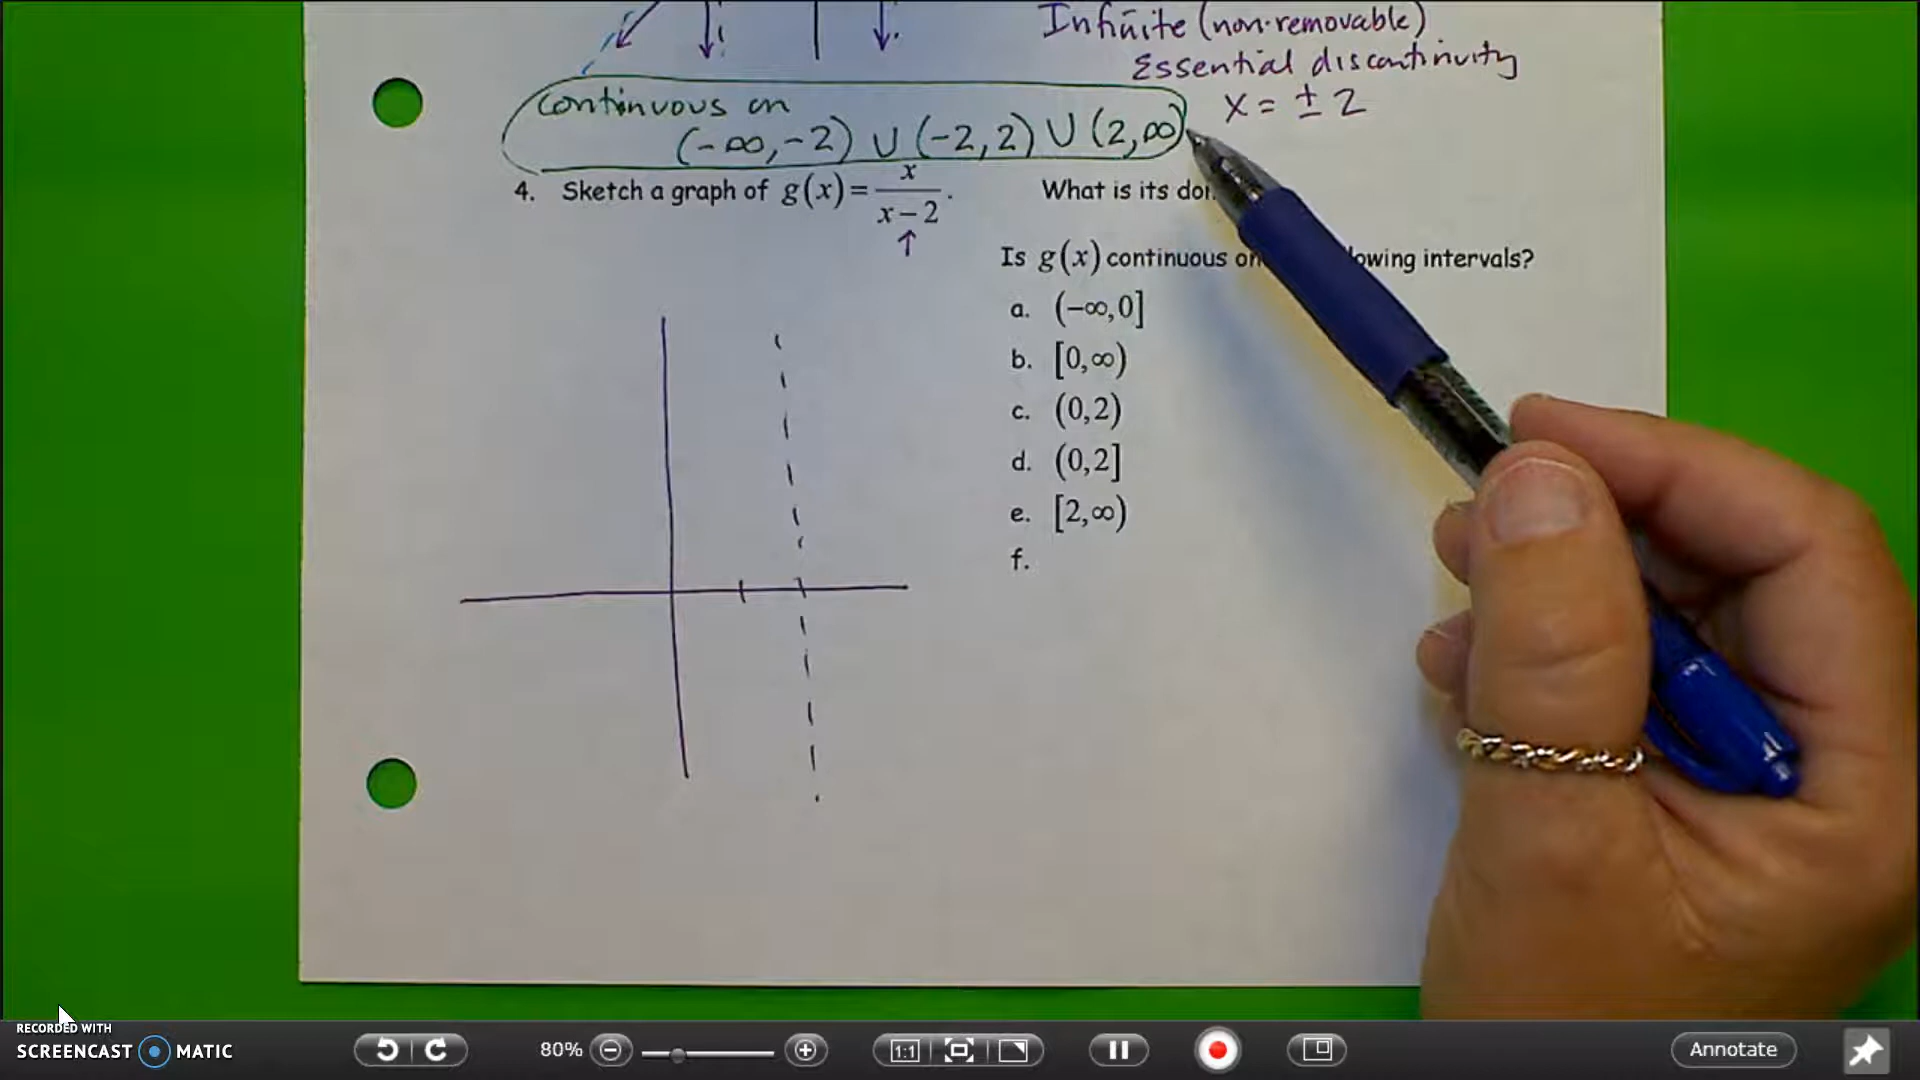 Infinite (non-removable)
Essential discontinuity
x = ± 2
Continuous on
(-∞,-2) ∪ (-2,2) ∪ (2,∞)
4. Sketch a graph of g(x)=x/(x-2).
What is its
Is g(x) continuous on intervals?
a. (-∞,0]
b. [0,∞)
c. (0,2)
d. (0,2]
e. [2,∞)
f.
RECORDED WITH
SCREENCAST MATIC
80%
1:1
Annotate